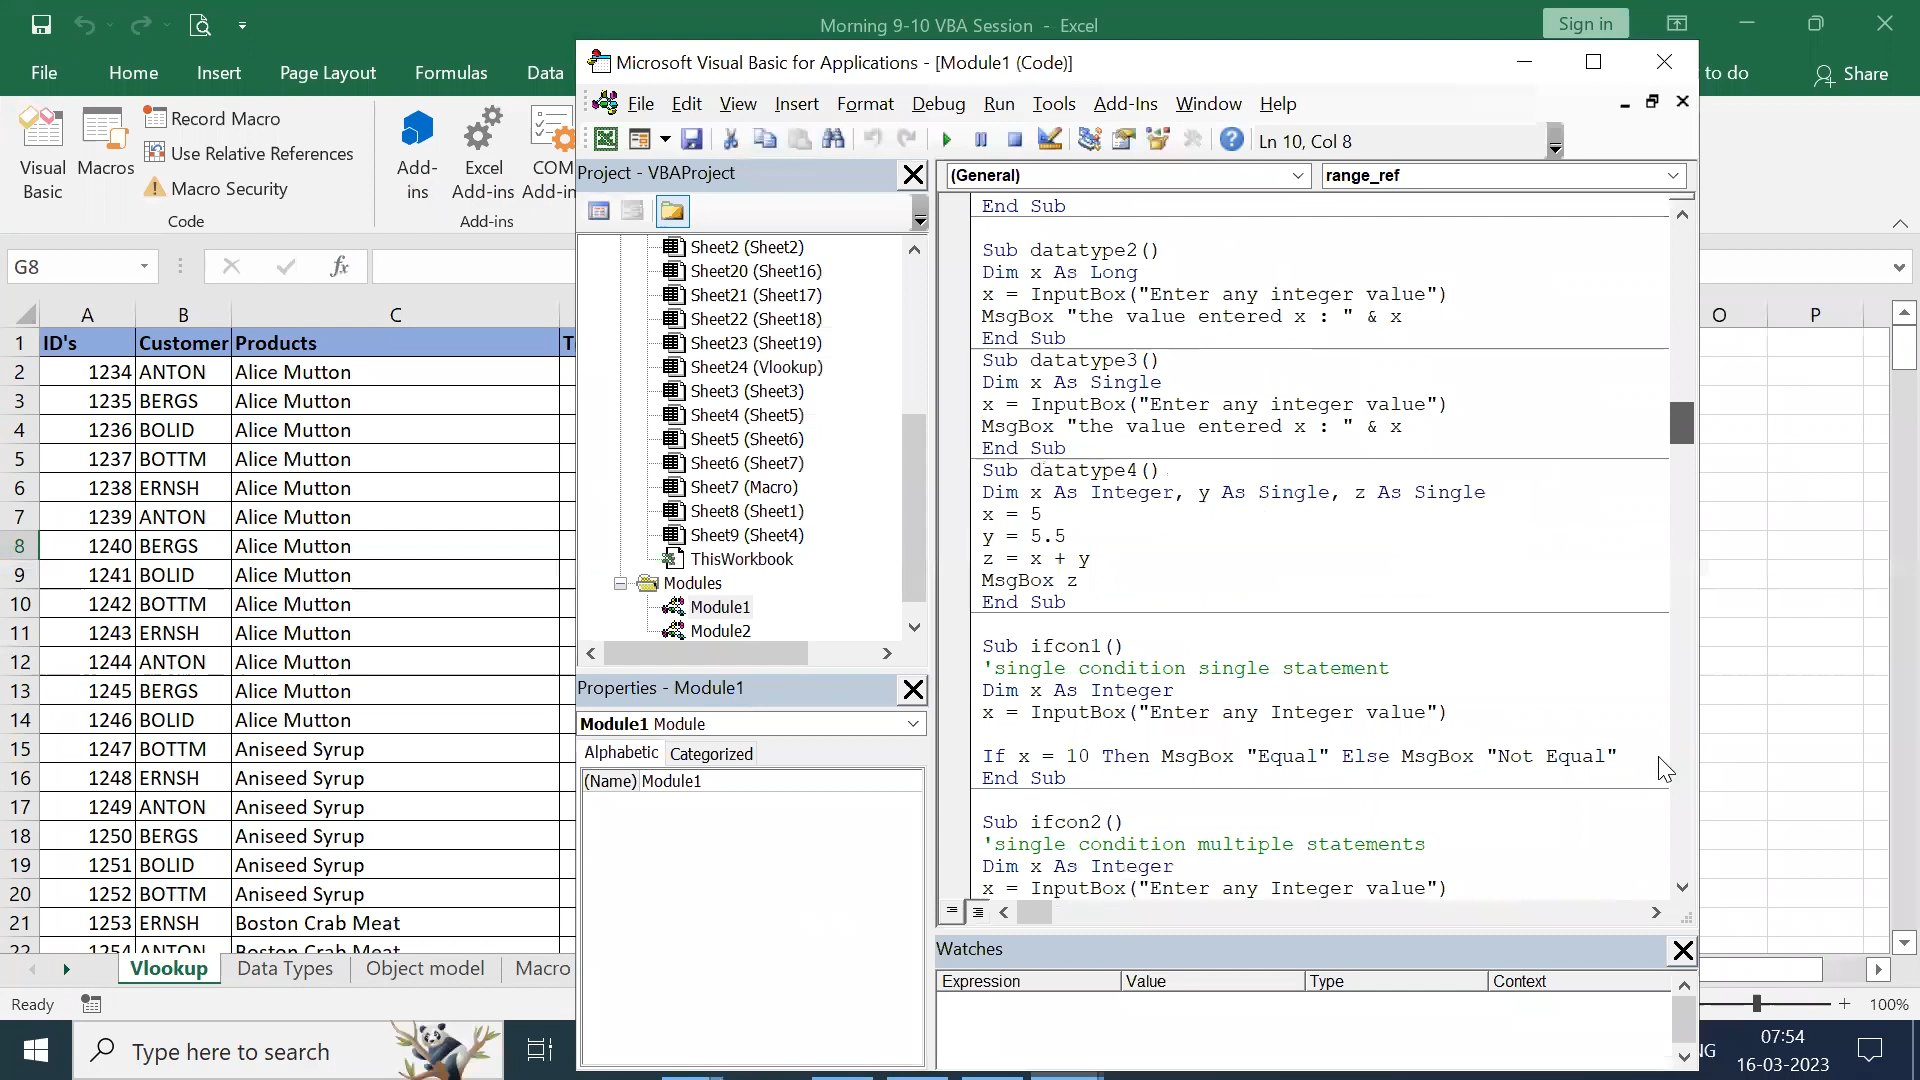 Morning 9-10 VBA Session - Excel
Sign in
File Home Insert Page Layout Formulas Data
to do
Share
Visual Basic
Macros
Record Macro
Use Relative References
Macro Security
Code
Add-ins
Excel Add-ins
COM Add-in
Add-ins
G8
fx
A B C O P
1 ID's Customer Products T
2 1234 ANTON Alice Mutton
3 1235 BERGS Alice Mutton
4 1236 BOLID Alice Mutton
5 1237 BOTTM Alice Mutton
6 1238 ERNSH Alice Mutton
7 1239 ANTON Alice Mutton
8 1240 BERGS Alice Mutton
9 1241 BOLID Alice Mutton
10 1242 BOTTM Alice Mutton
11 1243 ERNSH Alice Mutton
12 1244 ANTON Alice Mutton
13 1245 BERGS Alice Mutton
14 1246 BOLID Alice Mutton
15 1247 BOTTM Aniseed Syrup
16 1248 ERNSH Aniseed Syrup
17 1249 ANTON Aniseed Syrup
18 1250 BERGS Aniseed Syrup
19 1251 BOLID Aniseed Syrup
20 1252 BOTTM Aniseed Syrup
21 1253 ERNSH Boston Crab Meat
22 1254 ANTON Boston Crab Meat
Vlookup Data Types Object model Macro
Ready
100%
Microsoft Visual Basic for Applications - [Module1 (Code)]
File Edit View Insert Format Debug Run Tools Add-Ins Window Help
Ln 10, Col 8
Project - VBAProject
Sheet2 (Sheet2)
Sheet20 (Sheet16)
Sheet21 (Sheet17)
Sheet22 (Sheet18)
Sheet23 (Sheet19)
Sheet24 (Vlookup)
Sheet3 (Sheet3)
Sheet4 (Sheet5)
Sheet5 (Sheet6)
Sheet6 (Sheet7)
Sheet7 (Macro)
Sheet8 (Sheet1)
Sheet9 (Sheet4)
ThisWorkbook
Modules
Module1
Module2
Properties - Module1
Module1 Module
Alphabetic Categorized
(Name) Module1
(General) range_ref
End Sub
Sub datatype2()
Dim x As Long
x = InputBox("Enter any integer value")
MsgBox "the value entered x : " & x
End Sub
Sub datatype3()
Dim x As Single
x = InputBox("Enter any integer value")
MsgBox "the value entered x : " & x
End Sub
Sub datatype4()
Dim x As Integer, y As Single, z As Single
x = 5
y = 5.5
z = x + y
MsgBox z
End Sub
Sub ifcon1()
'single condition single statement
Dim x As Integer
x = InputBox("Enter any Integer value")
If x = 10 Then MsgBox "Equal" Else MsgBox "Not Equal"
End Sub
Sub ifcon2()
'single condition multiple statements
Dim x As Integer
x = InputBox("Enter any Integer value")
Watches
Expression Value Type Context
Type here to search
NG
07:54
16-03-2023